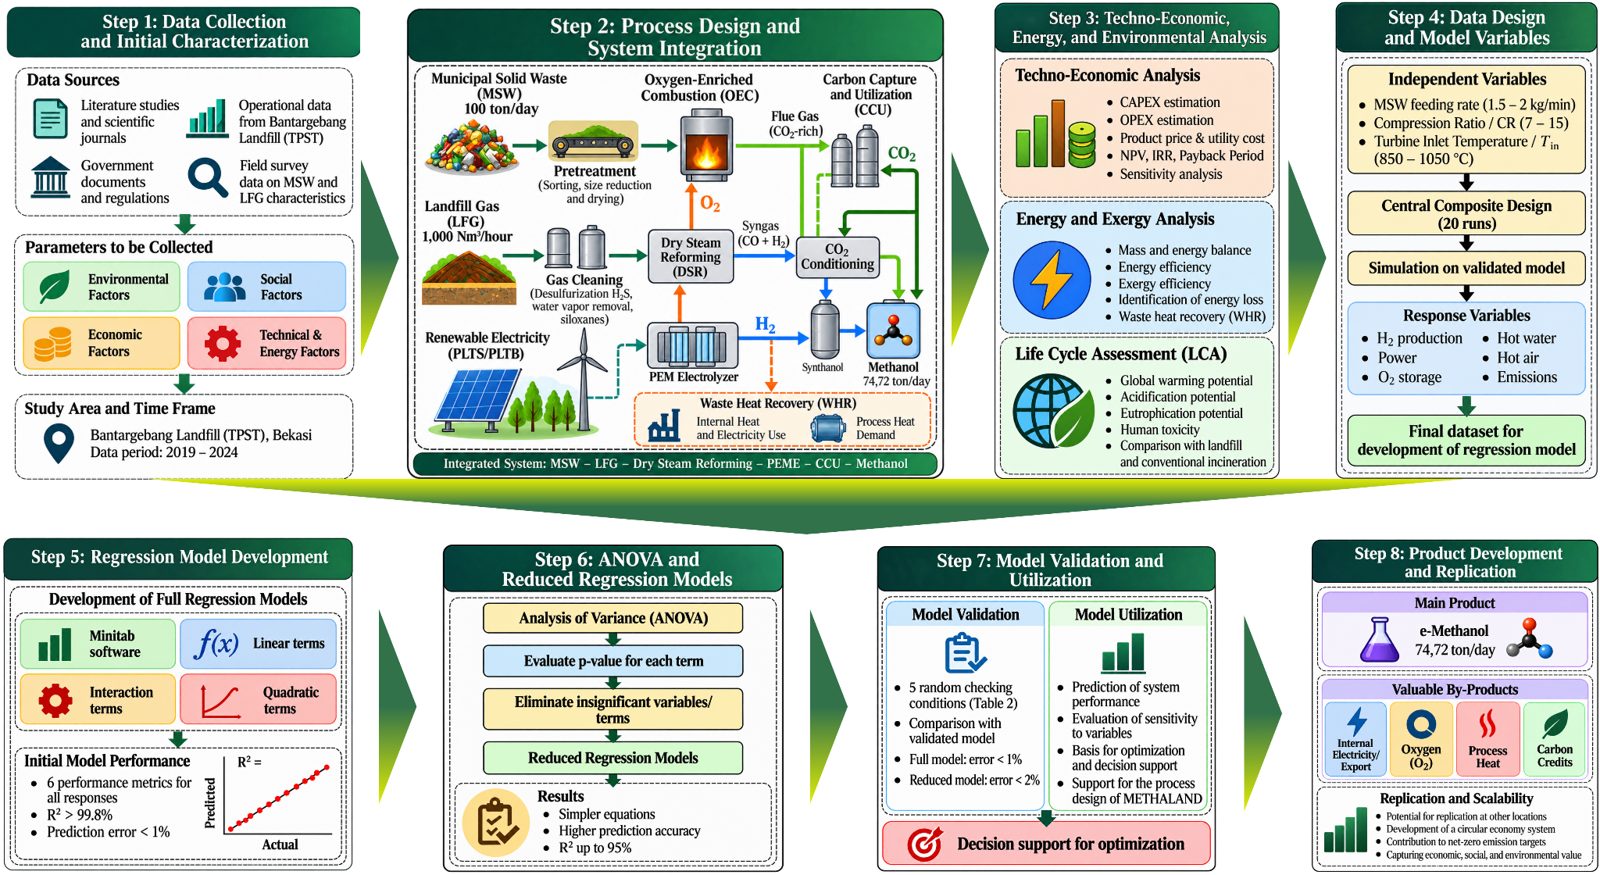 Step 1: Data Collection
and Initial Characterization
Data Sources
Literature studies
and scientific
journals
Operational data
from Bantargebang
Landfill (TPST)
Government
documents
and regulations
Field survey
data on MSW and
LFG characteristics
Parameters to be Collected
Environmental
Factors
Social
Factors
Economic
Factors
Technical &
Energy Factors
Study Area and Time Frame
Bantargebang Landfill (TPST), Bekasi
Data period: 2019 – 2024
Step 2: Process Design and
System Integration
Municipal Solid Waste
(MSW)
100 ton/day
Oxygen-Enriched
Combustion (OEC)
Carbon Capture
and Utilization
(CCU)
Flue Gas
(CO₂-rich)
CO₂
Pretreatment
(Sorting, size reduction
and drying)
O₂
Landfill Gas
(LFG)
1,000 Nm³/hour
Dry Steam
Reforming
(DSR)
Syngas
(CO + H₂)
CO₂
Conditioning
Gas Cleaning
(Desulfurization H₂S,
water vapor removal,
siloxanes)
Renewable Electricity
(PLTS/PLTB)
H₂
PEM Electrolyzer
Synthanol
Methanol
74,72 ton/day
Waste Heat Recovery (WHR)
Internal Heat
and Electricity Use
Process Heat
Demand
Integrated System: MSW – LFG – Dry Steam Reforming – PEME – CCU – Methanol
Step 3: Techno-Economic,
Energy, and Environmental Analysis
Techno-Economic Analysis
• CAPEX estimation
• OPEX estimation
• Product price & utility cost
• NPV, IRR, Payback Period
• Sensitivity analysis
Energy and Exergy Analysis
• Mass and energy balance
• Energy efficiency
• Exergy efficiency
• Identification of energy loss
• Waste heat recovery (WHR)
Life Cycle Assessment (LCA)
• Global warming potential
• Acidification potential
• Eutrophication potential
• Human toxicity
• Comparison with landfill
and conventional incineration
Step 4: Data Design
and Model Variables
Independent Variables
• MSW feeding rate (1.5 – 2 kg/min)
• Compression Ratio / CR (7 – 15)
• Turbine Inlet Temperature / T in
(850 – 1050 °C)
Central Composite Design
(20 runs)
Simulation on validated model
Response Variables
• H₂ production
• Power
• O₂ storage
• Hot water
• Hot air
• Emissions
Final dataset for
development of regression model
Step 5: Regression Model Development
Development of Full Regression Models
Minitab
software
f(x)
Linear terms
Interaction
terms
Quadratic
terms
Initial Model Performance
• 6 performance metrics for
all responses
• R² > 99.8%
• Prediction error < 1%
R² =
Predicted
Actual
Step 6: ANOVA and
Reduced Regression Models
Analysis of Variance (ANOVA)
Evaluate p-value for each term
Eliminate insignificant variables/
terms
Reduced Regression Models
Results
• Simpler equations
• Higher prediction accuracy
• R² up to 95%
Step 7: Model Validation and
Utilization
Model Validation
• 5 random checking
conditions (Table 2)
• Comparison with
validated model
• Full model: error < 1%
• Reduced model: error < 2%
Model Utilization
• Prediction of system
performance
• Evaluation of sensitivity
to variables
• Basis for optimization
and decision support
• Support for the process
design of METHALAND
Decision support for optimization
Step 8: Product Development
and Replication
Main Product
e-Methanol
74,72 ton/day
Valuable By-Products
Internal
Electricity/
Export
Oxygen
(O₂)
Process
Heat
Carbon
Credits
Replication and Scalability
• Potential for replication at other locations
• Development of a circular economy system
• Contribution to net-zero emission targets
• Capturing economic, social, and environmental value